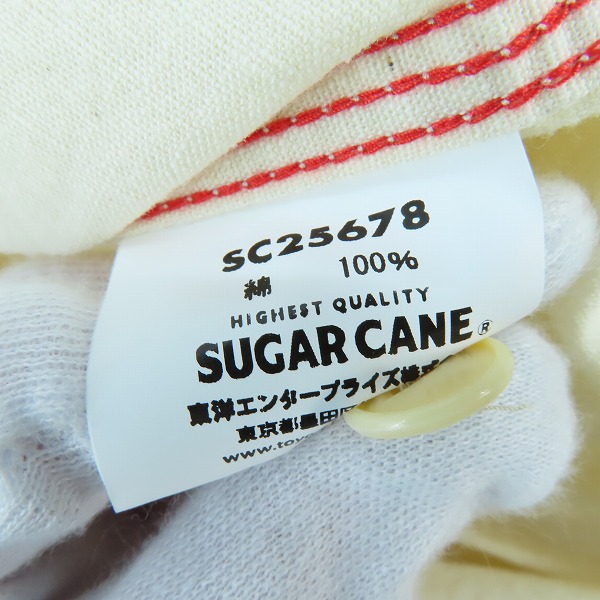 SC25678
綿 100%
HIGHEST QUALITY
SUGAR CANE®
東洋エンタープライズ株式
東京都墨田
www.toy